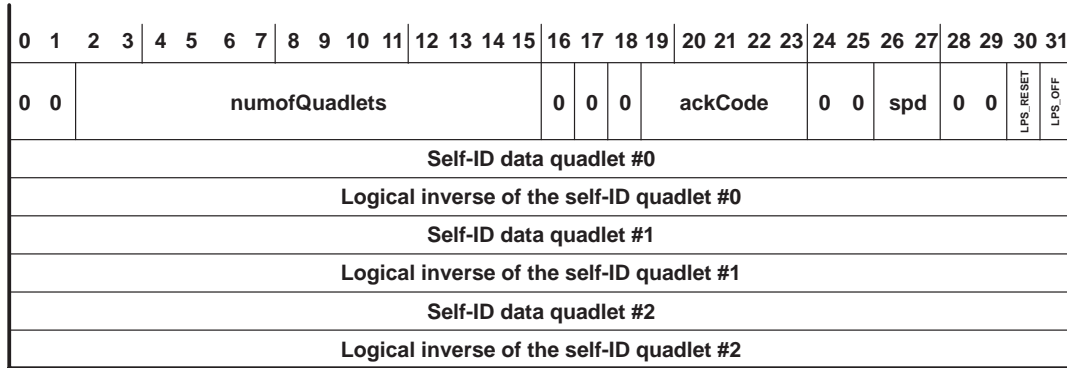 0 1 2 3 4 5 6 7 8 9 10 11 12 13 14 15 16 17 18 19 20 21 22 23 24 25 26 27 28 29 30 31
0 0 numofQuadlets 0 0 0 ackCode 0 0 spd 0 0 LPS_RESET LPS_OFF
Self-ID data quadlet #0
Logical inverse of the self-ID quadlet #0
Self-ID data quadlet #1
Logical inverse of the self-ID quadlet #1
Self-ID data quadlet #2
Logical inverse of the self-ID quadlet #2